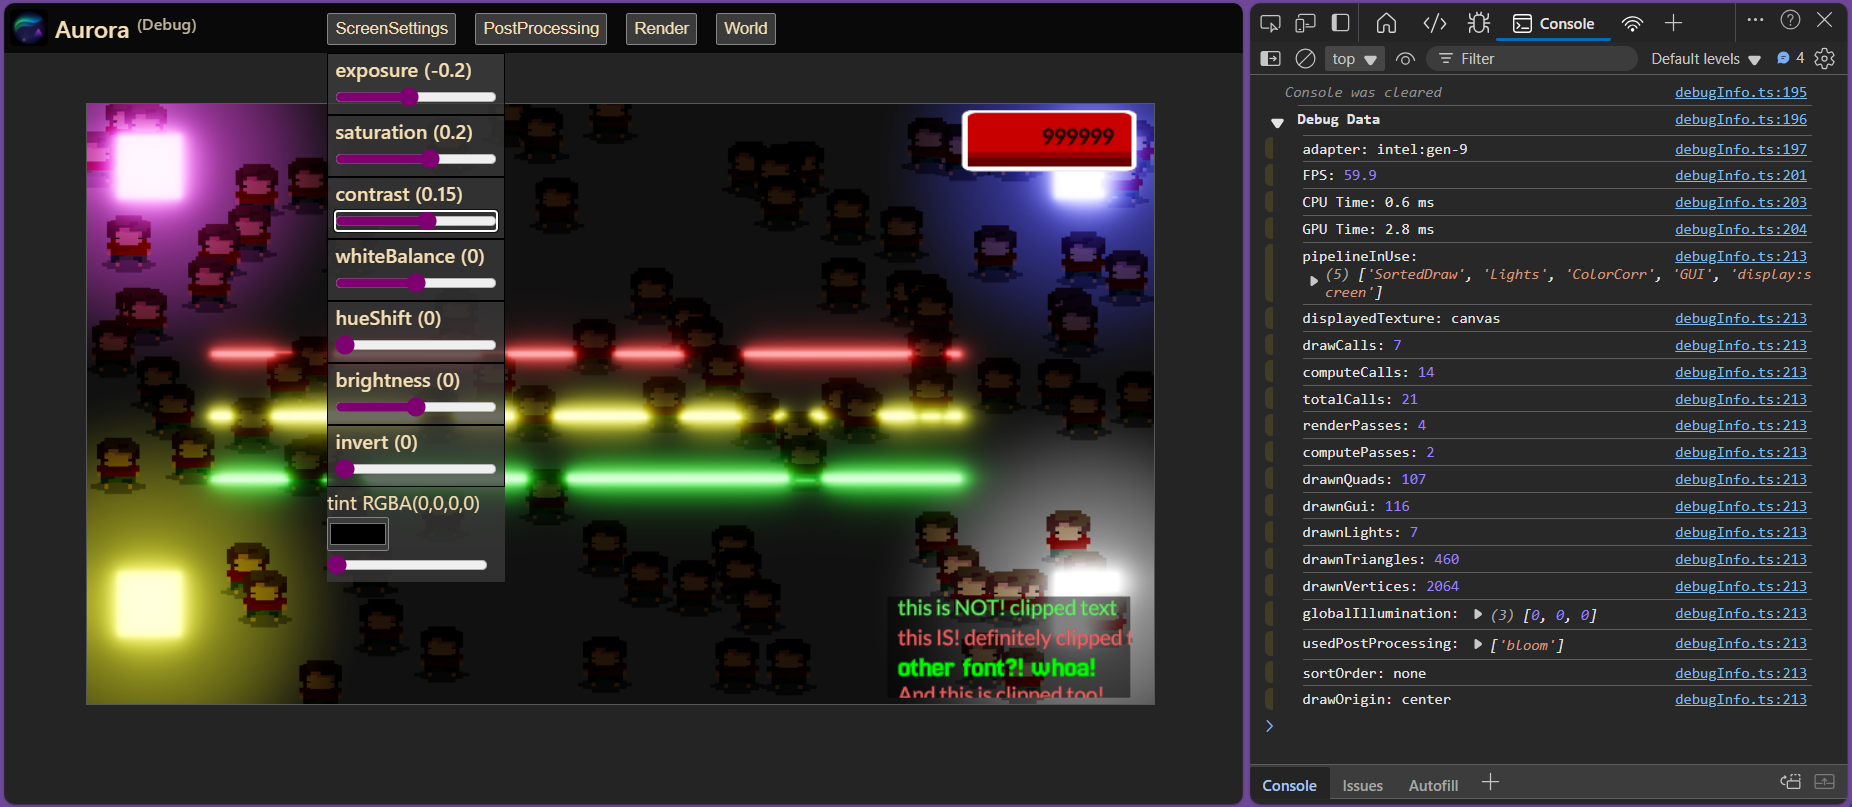 Aurora (Debug)
ScreenSettings
PostProcessing
Render
World
exposure (-0.2)
saturation (0.2)
contrast (0.15)
whiteBalance (0)
hueShift (0)
brightness (0)
invert (0)
tint RGBA(0,0,0,0)
999999
this is NOT! clipped text
this IS! definitely clipped t
other font?! whoa!
And this is clipped too!
Console
top
Filter
Default levels
4
Console was cleared debugInfo.ts:195
Debug Data debugInfo.ts:196
adapter: intel:gen-9 debugInfo.ts:197
FPS: 59.9 debugInfo.ts:201
CPU Time: 0.6 ms debugInfo.ts:203
GPU Time: 2.8 ms debugInfo.ts:204
pipelineInUse: debugInfo.ts:213
(5) ['SortedDraw', 'Lights', 'ColorCorr', 'GUI', 'display:s
creen']
displayedTexture: canvas debugInfo.ts:213
drawCalls: 7 debugInfo.ts:213
computeCalls: 14 debugInfo.ts:213
totalCalls: 21 debugInfo.ts:213
renderPasses: 4 debugInfo.ts:213
computePasses: 2 debugInfo.ts:213
drawnQuads: 107 debugInfo.ts:213
drawnGui: 116 debugInfo.ts:213
drawnLights: 7 debugInfo.ts:213
drawnTriangles: 460 debugInfo.ts:213
drawnVertices: 2064 debugInfo.ts:213
globalIllumination: (3) [0, 0, 0] debugInfo.ts:213
usedPostProcessing: ['bloom'] debugInfo.ts:213
sortOrder: none debugInfo.ts:213
drawOrigin: center debugInfo.ts:213
Console
Issues
Autofill